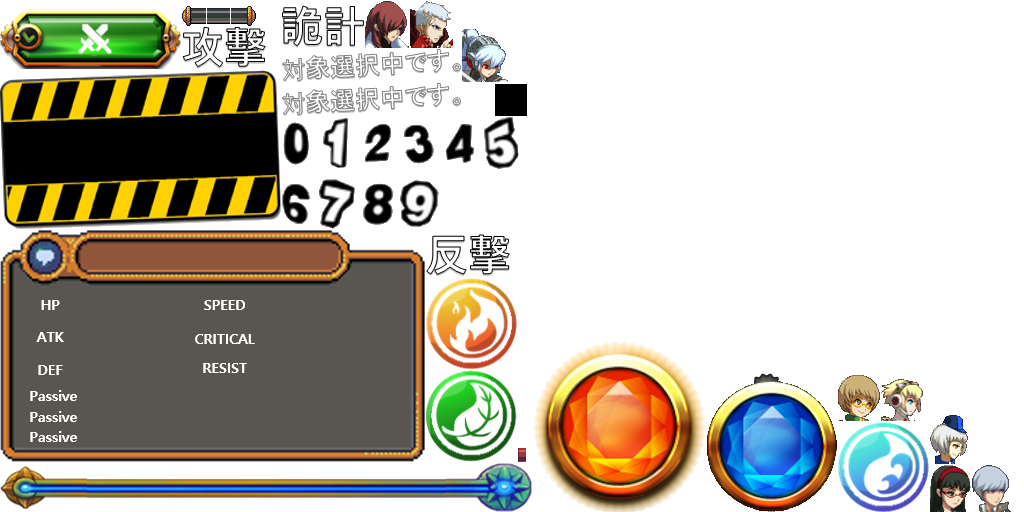 攻擊
詭計
対象選択中です。
対象選択中です。
0 1 2 3 4 5
6 7 8 9
反擊
HP SPEED
ATK CRITICAL
DEF RESIST
Passive
Passive
Passive